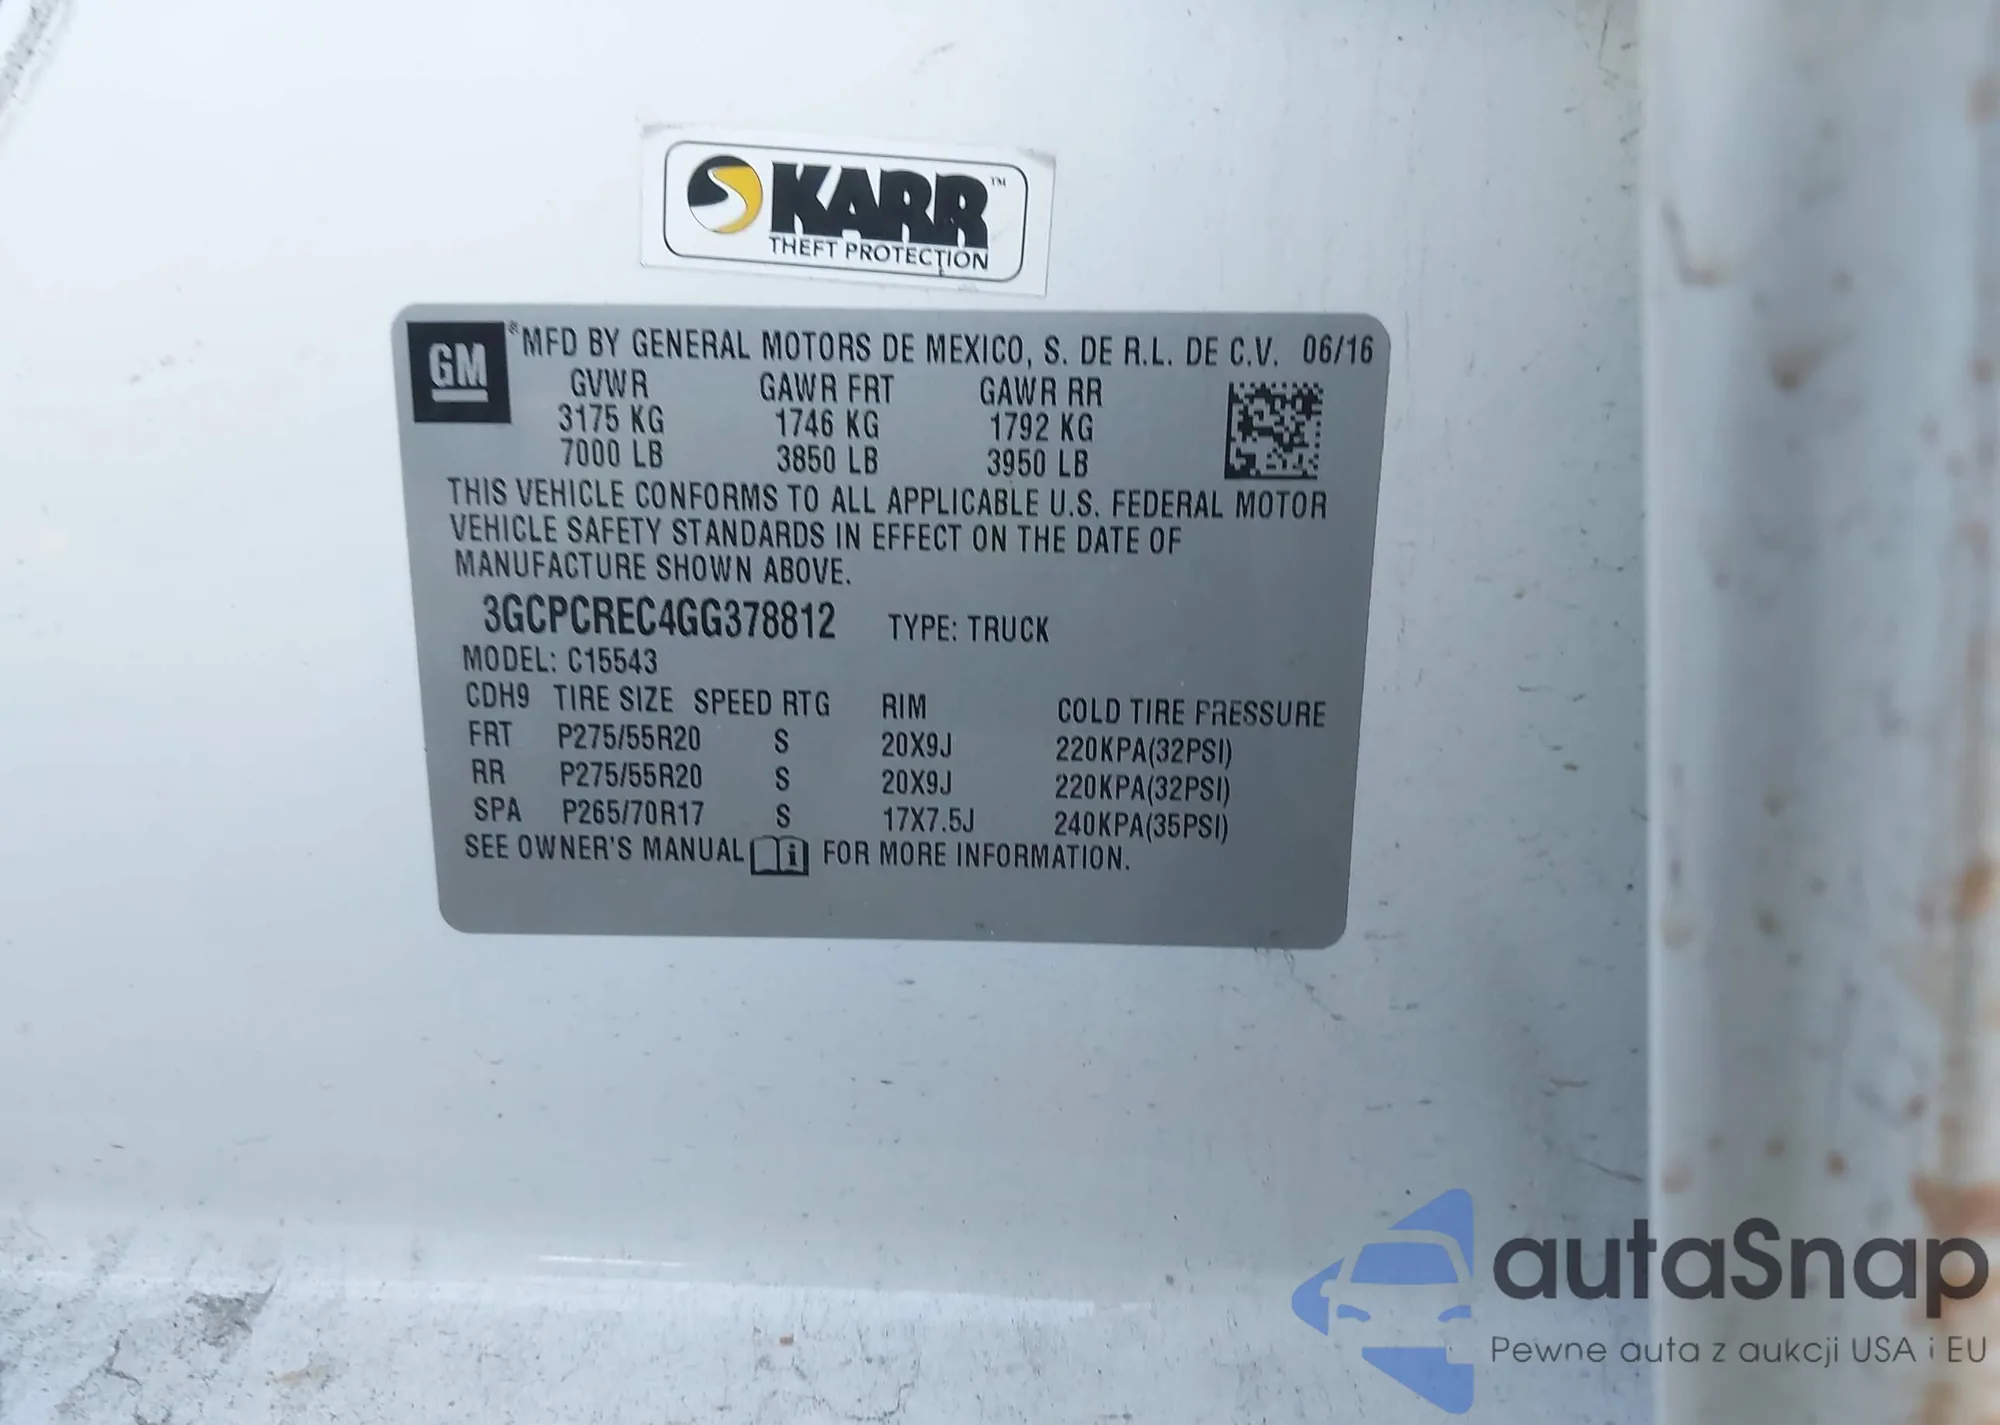 KARR™
THEFT PROTECTION
GM ® MFD BY GENERAL MOTORS DE MEXICO, S. DE R.L. DE C.V. 06/16
GVWR GAWR FRT GAWR RR
3175 KG 1746 KG 1792 KG
7000 LB 3850 LB 3950 LB
THIS VEHICLE CONFORMS TO ALL APPLICABLE U.S. FEDERAL MOTOR
VEHICLE SAFETY STANDARDS IN EFFECT ON THE DATE OF
MANUFACTURE SHOWN ABOVE.
3GCPCREC4GG378812 TYPE: TRUCK
MODEL: C15543
CDH9 TIRE SIZE SPEED RTG RIM COLD TIRE PRESSURE
FRT P275/55R20 S 20X9J 220KPA(32PSI)
RR P275/55R20 S 20X9J 220KPA(32PSI)
SPA P265/70R17 S 17X7.5J 240KPA(35PSI)
SEE OWNER'S MANUAL i FOR MORE INFORMATION.
autaSnap
Pewne auta z aukcji USA i EU